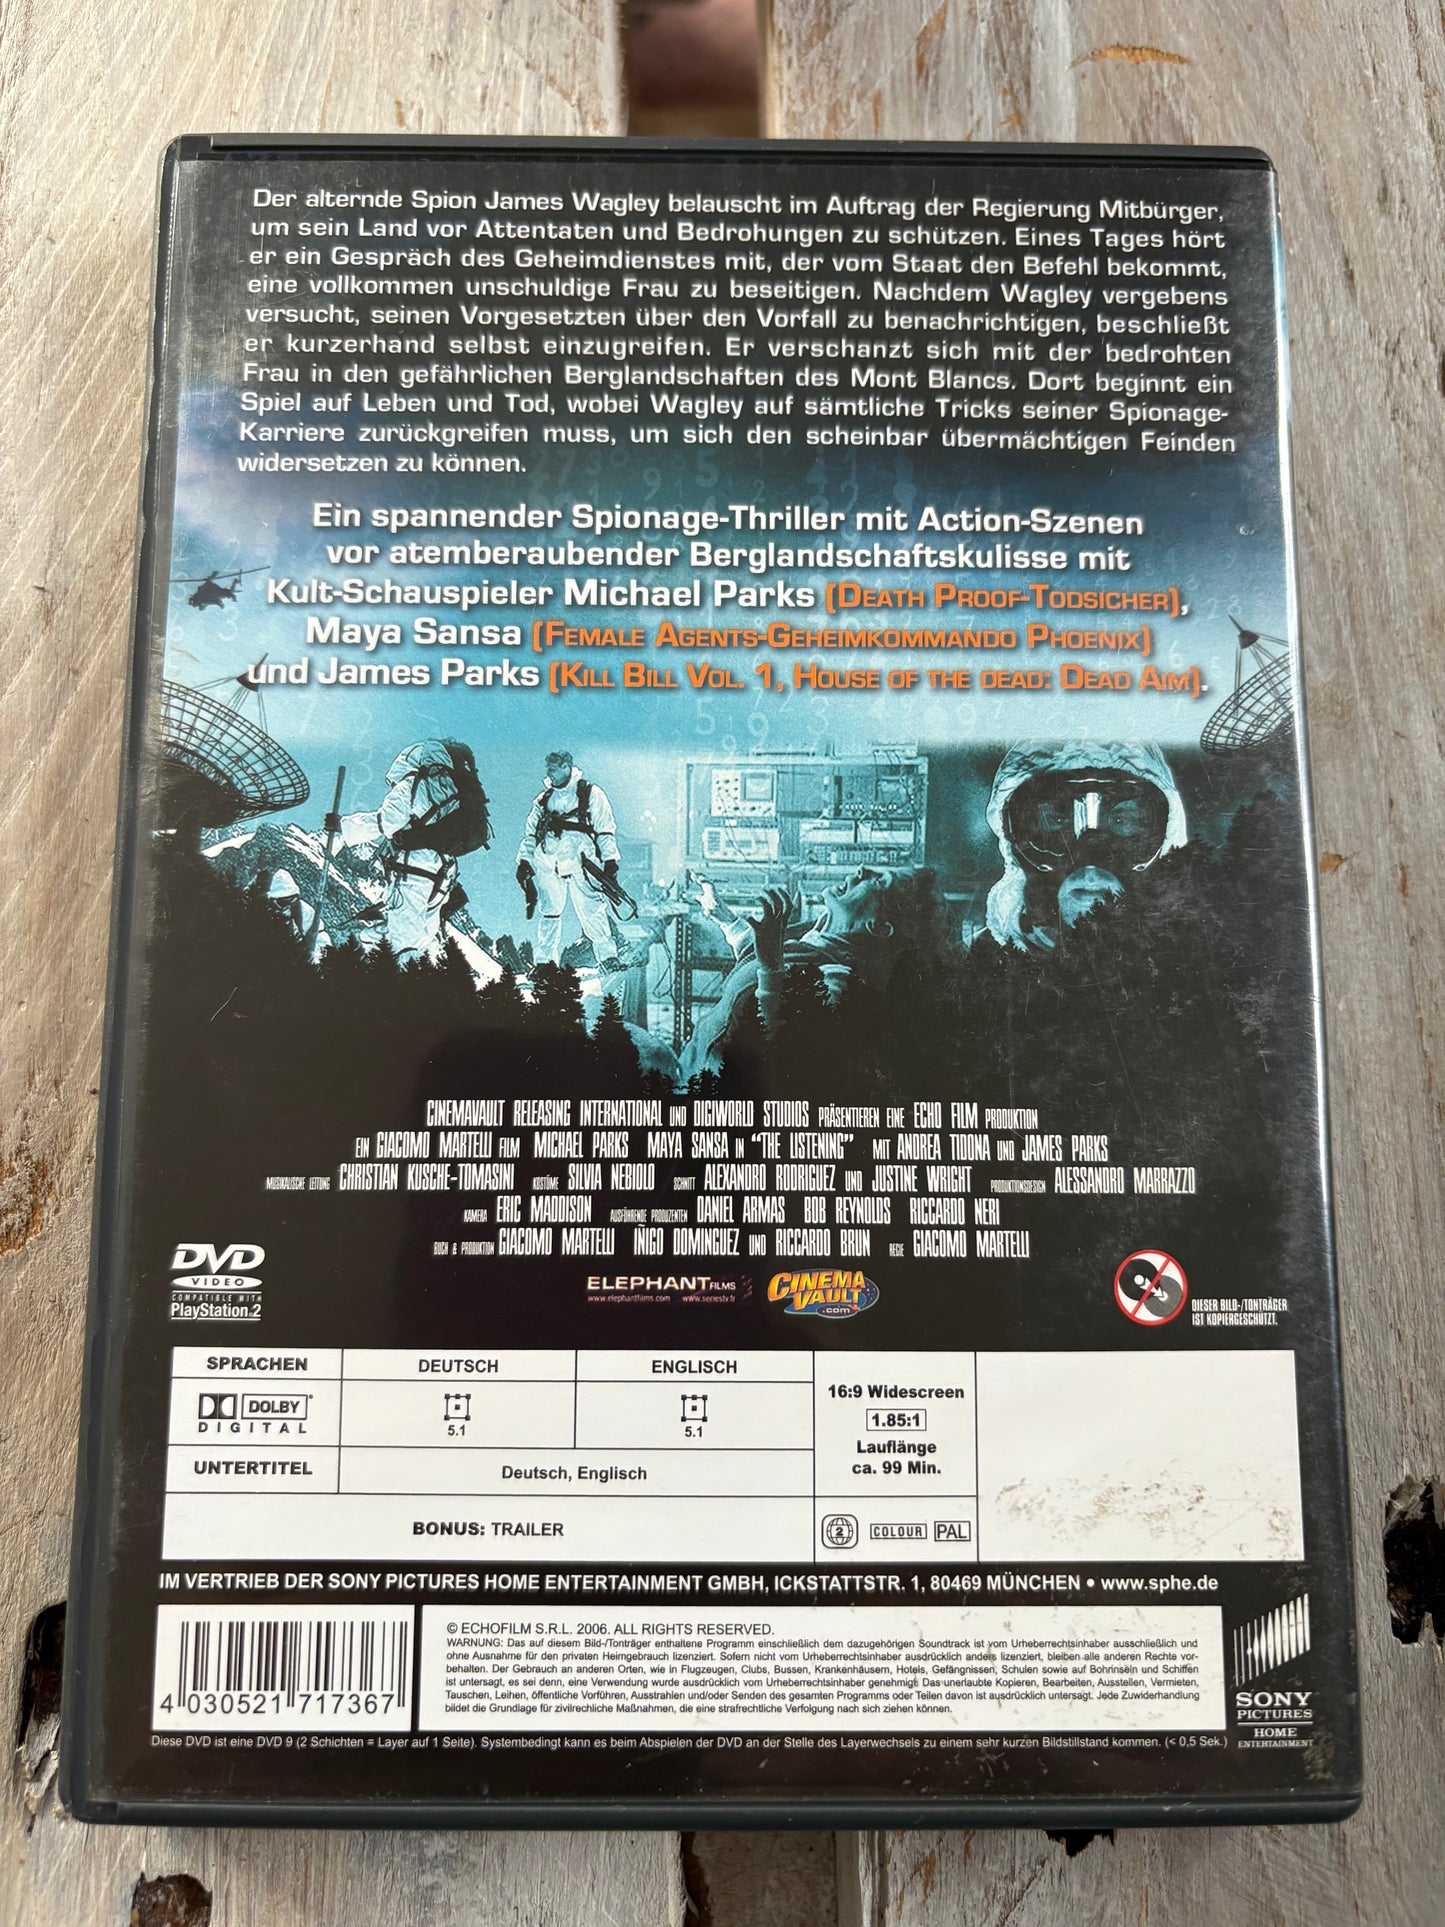 Der alternde Spion James Wagley belauscht im Auftrag der Regierung Mitbürger,
um sein Land vor Attentaten und Bedrohungen zu schützen. Eines Tages hört
er ein Gespräch des Geheimdienstes mit, der vom Staat den Befehl bekommt,
eine vollkommen unschuldige Frau zu beseitigen. Nachdem Wagley vergebens
versucht, seinen Vorgesetzten über den Vorfall zu benachrichtigen, beschließt
er kurzerhand selbst einzugreifen. Er verschanzt sich mit der bedrohten
Frau in den gefährlichen Berglandschaften des Mont Blancs. Dort beginnt ein
Spiel auf Leben und Tod, wobei Wagley auf sämtliche Tricks seiner Spionage-
Karriere zurückgreifen muss, um sich den scheinbar übermächtigen Feinden
widersetzen zu können.
Ein spannender Spionage-Thriller mit Action-Szenen
vor atemberaubender Berglandschaftskulisse mit
Kult-Schauspieler Michael Parks (Death Proof-Todsicher),
Maya Sansa (Female Agents-Geheimkommando Phoenix)
und James Parks (Kill Bill Vol. 1, House of the dead: Dead Aim).
CINEMAVAULT RELEASING INTERNATIONAL UND DIGIWORLD STUDIOS PRÄSENTIEREN EINE ECHO FILM PRODUKTION
EIN GIACOMO MARTELLI FILM MICHAEL PARKS MAYA SANSA IN "THE LISTENING" MIT ANDREA TIDONA UND JAMES PARKS
MUSIKALISCHE LEITUNG CHRISTIAN KUSCHE-TOMASINI KOSTÜME SILVIA NEBIOLO SCHNITT ALEXANDRO RODRIGUEZ UND JUSTINE WRIGHT PRODUKTIONSDESIGN ALESSANDRO MARRAZZO
KAMERA ERIC MADDISON AUSFÜHRENDE PRODUZENTEN DANIEL ARMAS BOB REYNOLDS RICCARDO NERI
BUCH & PRODUKTION GIACOMO MARTELLI IÑIGO DOMINGUEZ UND RICCARDO BRUN REGIE GIACOMO MARTELLI
DVD
VIDEO
COMPATIBLE WITH
PlayStation 2
ELEPHANT FILMS
www.elephantfilms.com www.seriestv.fr
CINEMA
VAULT
.com
DIESER BILD-/TONTRÄGER
IST KOPIERGESCHÜTZT.
SPRACHEN DEUTSCH ENGLISCH
DOLBY
DIGITAL
5.1 5.1
16:9 Widescreen
1.85:1
Lauflänge
ca. 99 Min.
UNTERTITEL Deutsch, Englisch
BONUS: TRAILER
2 COLOUR PAL
IM VERTRIEB DER SONY PICTURES HOME ENTERTAINMENT GMBH, ICKSTATTSTR. 1, 80469 MÜNCHEN • www.sphe.de
4 030521 717367
© ECHOFILM S.R.L. 2006. ALL RIGHTS RESERVED.
WARNUNG: Das auf diesem Bild-/Tonträger enthaltene Programm einschließlich dem dazugehörigen Soundtrack ist vom Urheberrechtsinhaber ausschließlich und
ohne Ausnahme für den privaten Heimgebrauch lizenziert. Sofern nicht vom Urheberrechtsinhaber ausdrücklich anders lizenziert, bleiben alle anderen Rechte vor-
behalten. Der Gebrauch an anderen Orten, wie in Flugzeugen, Clubs, Bussen, Krankenhäusern, Hotels, Gefängnissen, Schulen sowie auf Bohrinseln und Schiffen
ist untersagt, es sei denn, eine Verwendung wurde ausdrücklich vom Urheberrechtsinhaber genehmigt. Das unerlaubte Kopieren, Bearbeiten, Ausstellen, Vermieten,
Tauschen, Leihen, öffentliche Vorführen, Ausstrahlen und/oder Senden des gesamten Programms oder Teilen davon ist ausdrücklich untersagt. Jede Zuwiderhandlung
bildet die Grundlage für zivilrechtliche Maßnahmen, die eine strafrechtliche Verfolgung nach sich ziehen können.
SONY
PICTURES
HOME
ENTERTAINMENT
Diese DVD ist eine DVD 9 (2 Schichten = Layer auf 1 Seite). Systembedingt kann es beim Abspielen der DVD an der Stelle des Layerwechsels zu einem sehr kurzen Bildstillstand kommen. (< 0,5 Sek.)